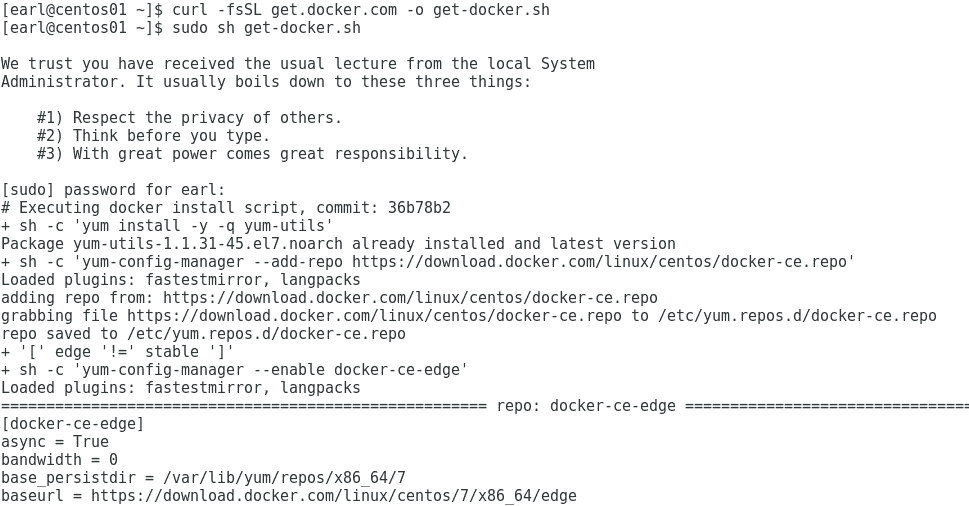 [earl@centos01 ~]$ curl -fsSL get.docker.com -o get-docker.sh
[earl@centos01 ~]$ sudo sh get-docker.sh
We trust you have received the usual lecture from the local System
Administrator. It usually boils down to these three things:
#1) Respect the privacy of others.
#2) Think before you type.
#3) With great power comes great responsibility.
[sudo] password for earl:
# Executing docker install script, commit: 36b78b2
+ sh -c 'yum install -y -q yum-utils'
Package yum-utils-1.1.31-45.el7.noarch already installed and latest version
+ sh -c 'yum-config-manager --add-repo https://download.docker.com/linux/centos/docker-ce.repo'
Loaded plugins: fastestmirror, langpacks
adding repo from: https://download.docker.com/linux/centos/docker-ce.repo
grabbing file https://download.docker.com/linux/centos/docker-ce.repo to /etc/yum.repos.d/docker-ce.repo
repo saved to /etc/yum.repos.d/docker-ce.repo
+ '[' edge '!=' stable ']'
+ sh -c 'yum-config-manager --enable docker-ce-edge'
Loaded plugins: fastestmirror, langpacks
====================================================== repo: docker-ce-edge ================================
[docker-ce-edge]
async = True
bandwidth = 0
base_persistdir = /var/lib/yum/repos/x86_64/7
baseurl = https://download.docker.com/linux/centos/7/x86_64/edge